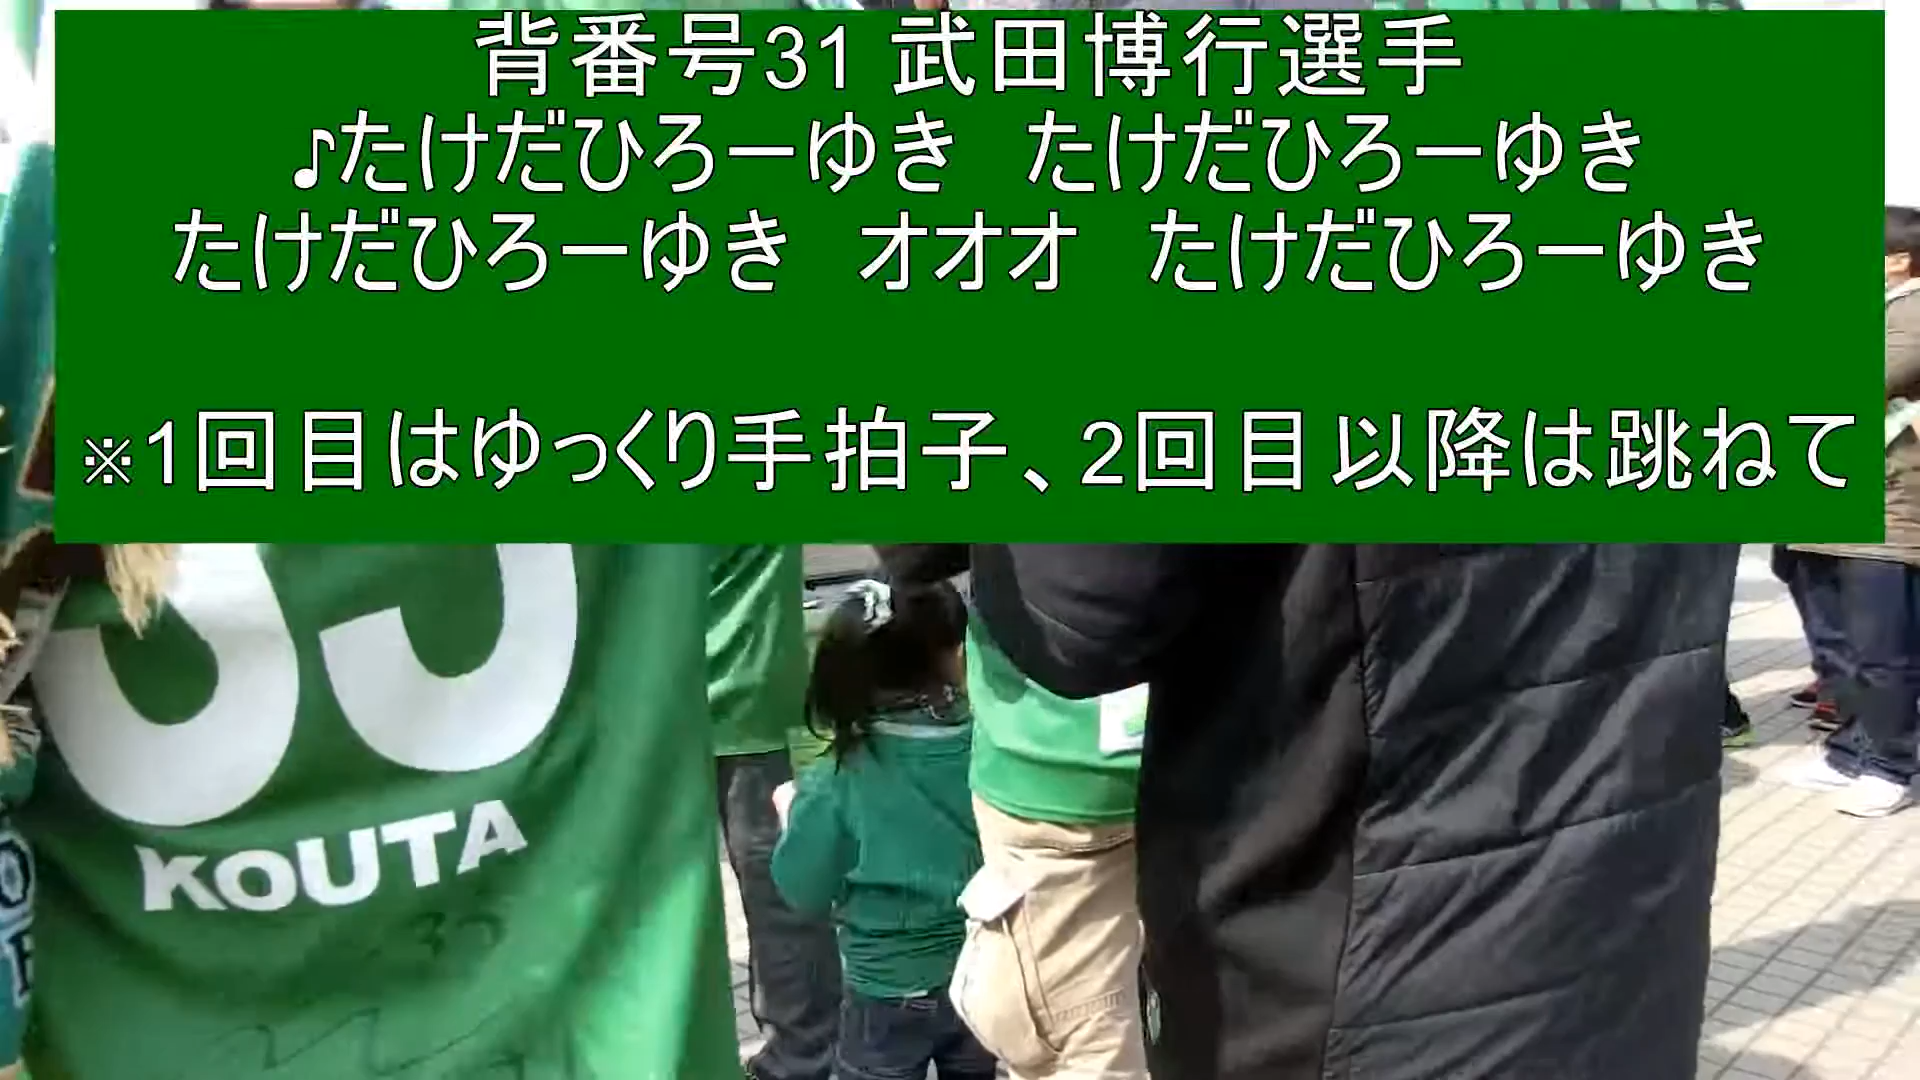 背番号31 武田博行選手
♪たけだひろーゆき　たけだひろーゆき
たけだひろーゆき　オオオ　たけだひろーゆき
※1回目はゆっくり手拍子、2回目以降は跳ねて
33
KOUTA
33